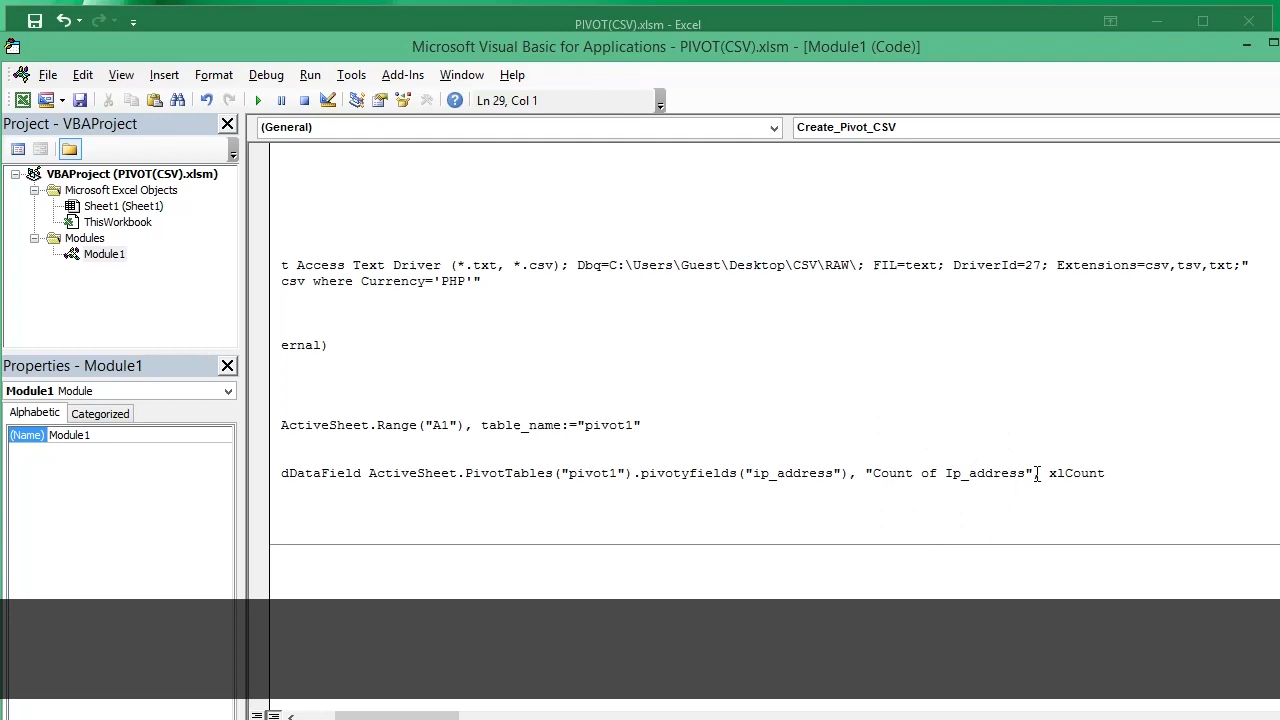 PIVOT(CSV).xlsm - Excel
Microsoft Visual Basic for Applications - PIVOT(CSV).xlsm - [Module1 (Code)]
File Edit View Insert Format Debug Run Tools Add-Ins Window Help
Ln 29, Col 1
Project - VBAProject
(General)
Create_Pivot_CSV
VBAProject (PIVOT(CSV).xlsm)
Microsoft Excel Objects
Sheet1 (Sheet1)
ThisWorkbook
Modules
Module1
t Access Text Driver (*.txt, *.csv); Dbq=C:\Users\Guest\Desktop\CSV\RAW\; FIL=text; DriverId=27; Extensions=csv,tsv,txt;"
csv where Currency='PHP'"
ernal)
ActiveSheet.Range("A1"), table_name:="pivot1"
dDataField ActiveSheet.PivotTables("pivot1").pivotyfields("ip_address"), "Count of Ip_address", xlCount
Properties - Module1
Module1 Module
Alphabetic Categorized
(Name) Module1